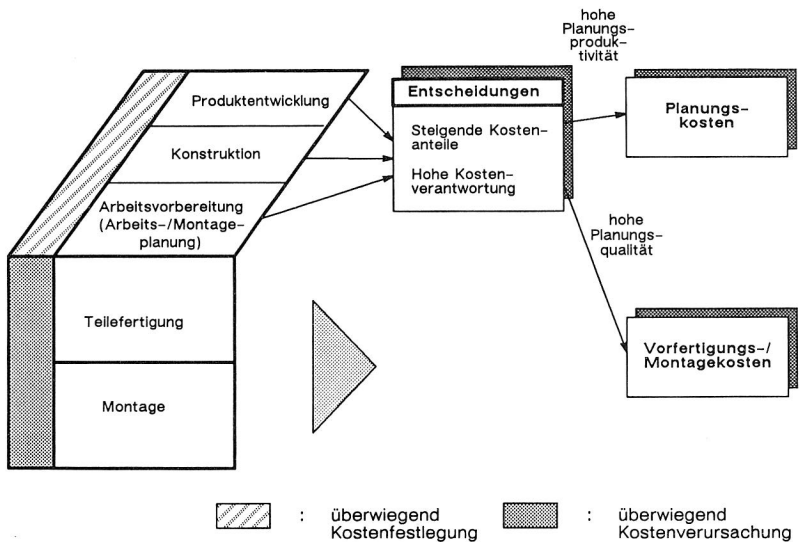 hohe
Planungs-
produk-
tivität
Produktentwicklung
Konstruktion
Arbeitsvorbereitung
(Arbeits-/Montage-
planung)
Teilefertigung
Montage
Entscheidungen
Steigende Kosten-
anteile
Hohe Kosten-
verantwortung
Planungs-
kosten
hohe
Planungs-
qualität
Vorfertigungs-/
Montagekosten
: überwiegend
Kostenfestlegung
: überwiegend
Kostenverursachung